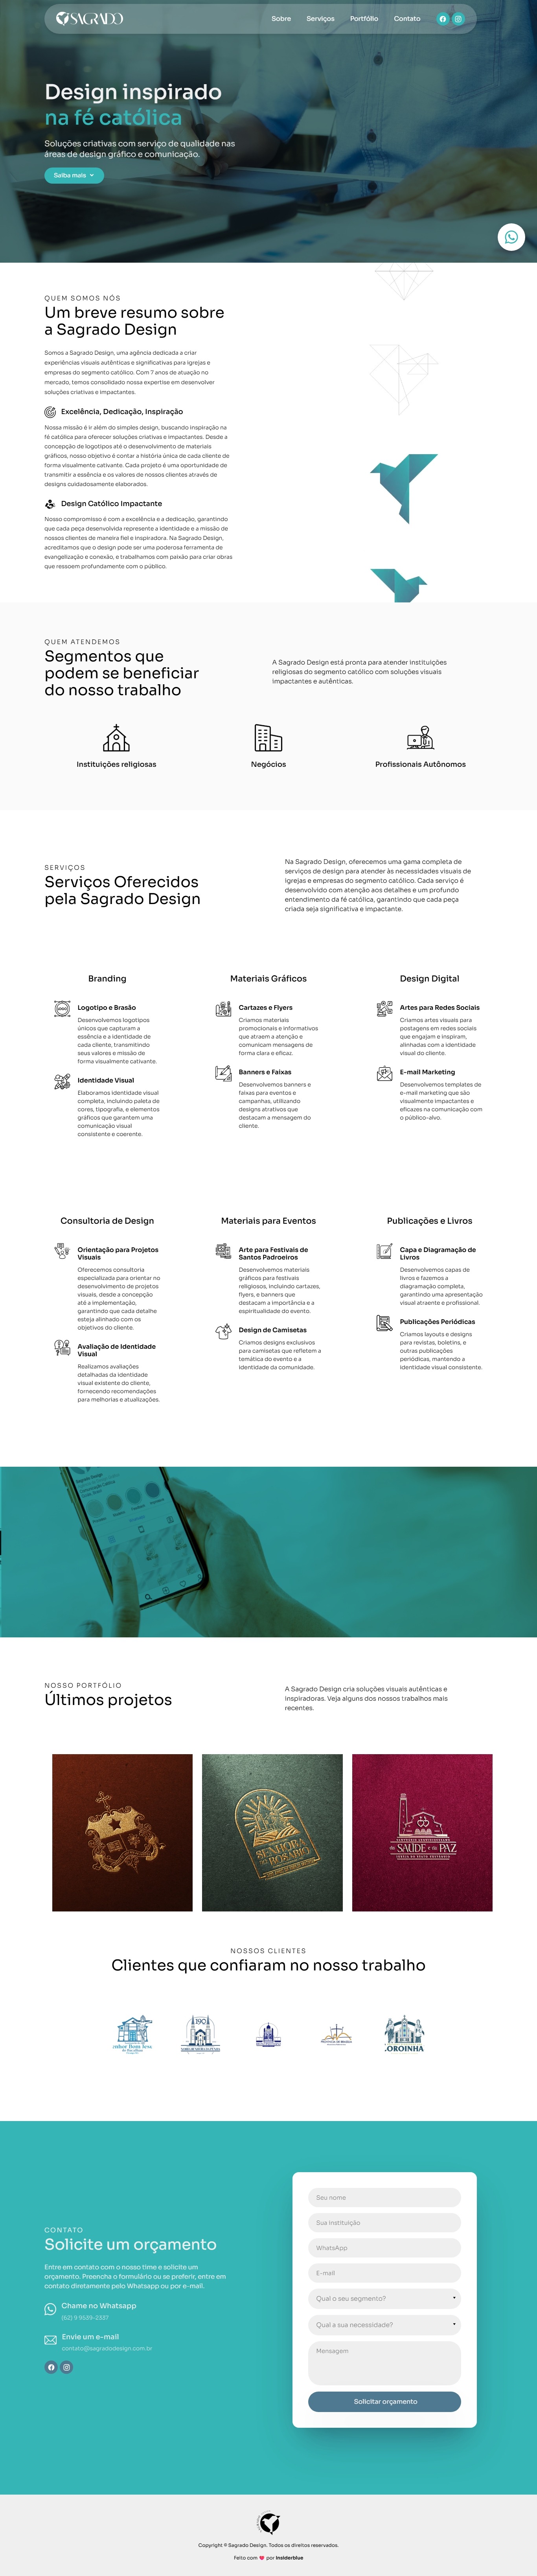 SAGRADO
Sobre
Serviços
Portfólio
Contato
Design inspirado
na fé católica
Soluções criativas com serviço de qualidade nas
áreas de design gráfico e comunicação.
Saiba mais
QUEM SOMOS NÓS
Um breve resumo sobre
a Sagrado Design
Somos a Sagrado Design, uma agência dedicada a criar
experiências visuais autênticas e significativas para igrejas e
empresas do segmento católico. Com 7 anos de atuação no
mercado, temos consolidado nossa expertise em desenvolver
soluções criativas e impactantes.
Excelência, Dedicação, Inspiração
Nossa missão é ir além do simples design, buscando inspiração na
fé católica para oferecer soluções criativas e impactantes. Desde a
concepção de logotipos até o desenvolvimento de materiais
gráficos, nosso objetivo é contar a história única de cada cliente de
forma visualmente cativante. Cada projeto é uma oportunidade de
transmitir a essência e os valores de nossos clientes através de
designs cuidadosamente elaborados.
Design Católico Impactante
Nosso compromisso é com a excelência e a dedicação, garantindo
que cada peça desenvolvida represente a identidade e a missão de
nossos clientes de maneira fiel e inspiradora. Na Sagrado Design,
acreditamos que o design pode ser uma poderosa ferramenta de
evangelização e conexão, e trabalhamos com paixão para criar obras
que ressoem profundamente com o público.
QUEM ATENDEMOS
Segmentos que
podem se beneficiar
do nosso trabalho
A Sagrado Design está pronta para atender instituições
religiosas do segmento católico com soluções visuais
impactantes e autênticas.
Instituições religiosas
Negócios
Profissionais Autônomos
SERVIÇOS
Serviços Oferecidos
pela Sagrado Design
Na Sagrado Design, oferecemos uma gama completa de
serviços de design para atender às necessidades visuais de
igrejas e empresas do segmento católico. Cada serviço é
desenvolvido com atenção aos detalhes e um profundo
entendimento da fé católica, garantindo que cada peça
criada seja significativa e impactante.
Branding
Logotipo e Brasão
Desenvolvemos logotipos
únicos que capturam a
essência e a identidade de
cada cliente, transmitindo
seus valores e missão de
forma visualmente cativante.
Identidade Visual
Elaboramos identidade visual
completa, incluindo paleta de
cores, tipografia, e elementos
gráficos que garantem uma
comunicação visual
consistente e coerente.
Materiais Gráficos
Cartazes e Flyers
Criamos materiais
promocionais e informativos
que atraem a atenção e
comunicam mensagens de
forma clara e eficaz.
Banners e Faixas
Desenvolvemos banners e
faixas para eventos e
campanhas, utilizando
designs atrativos que
destacam a mensagem do
cliente.
Design Digital
Artes para Redes Sociais
Criamos artes visuais para
postagens em redes sociais
que engajam e inspiram,
alinhadas com a identidade
visual do cliente.
E-mail Marketing
Desenvolvemos templates de
e-mail marketing que são
visualmente impactantes e
eficazes na comunicação com
o público-alvo.
Consultoria de Design
Orientação para Projetos
Visuais
Oferecemos consultoria
especializada para orientar no
desenvolvimento de projetos
visuais, desde a concepção
até a implementação,
garantindo que cada detalhe
esteja alinhado com os
objetivos do cliente.
Avaliação de Identidade
Visual
Realizamos avaliações
detalhadas da identidade
visual existente do cliente,
fornecendo recomendações
para melhorias e atualizações.
Materiais para Eventos
Arte para Festivais de
Santos Padroeiros
Desenvolvemos materiais
gráficos para festivais
religiosos, incluindo cartazes,
flyers, e banners que
destacam a importância e a
espiritualidade do evento.
Design de Camisetas
Criamos designs exclusivos
para camisetas que refletem a
temática do evento e a
identidade da comunidade.
Publicações e Livros
Capa e Diagramação de
Livros
Desenvolvemos capas de
livros e fazemos a
diagramação completa,
garantindo uma apresentação
visual atraente e profissional.
Publicações Periódicas
Criamos layouts e designs
para revistas, boletins, e
outras publicações
periódicas, mantendo a
identidade visual consistente.
NOSSO PORTFÓLIO
Últimos projetos
A Sagrado Design cria soluções visuais autênticas e
inspiradoras. Veja alguns dos nossos trabalhos mais
recentes.
SENHORA
DO ROSÁRIO
da SAÚDE e da PAZ
NOSSOS CLIENTES
Clientes que confiaram no nosso trabalho
OROINHA
CONTATO
Solicite um orçamento
Entre em contato com o nosso time e solicite um
orçamento. Preencha o formulário ou se preferir, entre em
contato diretamente pelo Whatsapp ou por e-mail.
Chame no Whatsapp
(62) 9 9539-2337
Envie um e-mail
contato@sagradodesign.com.br
Seu nome
Sua Instituição
WhatsApp
E-mail
Qual o seu segmento?
Qual a sua necessidade?
Mensagem
Solicitar orçamento
Copyright © Sagrado Design. Todos os direitos reservados.
Feito com ❤ por Insiderblue